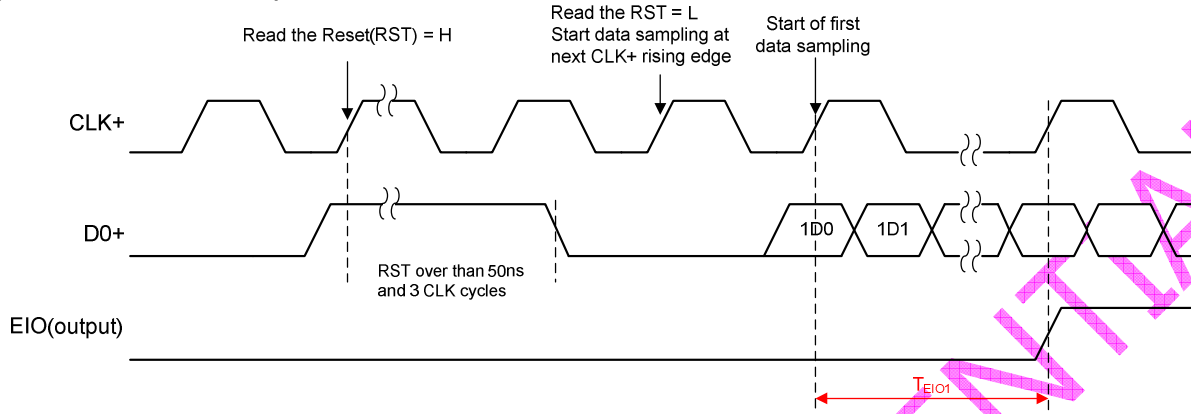 Read the Reset(RST) = H
Read the RST = L
Start data sampling at
next CLK+ rising edge
Start of first
data sampling
CLK+
D0+
1D0
1D1
RST over than 50ns
and 3 CLK cycles
EIO(output)
TEIO1